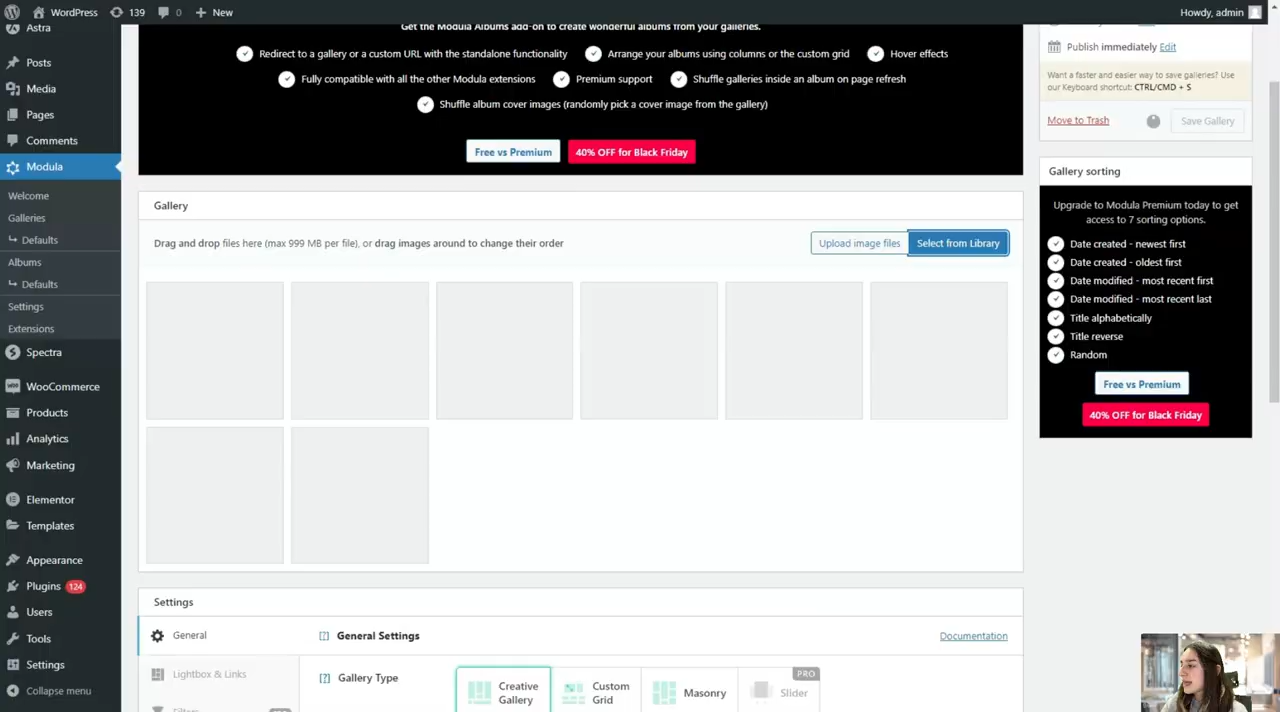 WordPress 139 0 New Howdy, admin
Astra
Posts
Media
Pages
Comments
Modula
Welcome
Galleries
Defaults
Albums
Defaults
Settings
Extensions
Spectra
WooCommerce
Products
Analytics
Marketing
Elementor
Templates
Appearance
Plugins 124
Users
Tools
Settings
Collapse menu
Get the Modula Albums add-on to create wonderful albums from your galleries.
Redirect to a gallery or a custom URL with the standalone functionality
Arrange your albums using columns or the custom grid
Hover effects
Fully compatible with all the other Modula extensions
Premium support
Shuffle galleries inside an album on page refresh
Shuffle album cover images (randomly pick a cover image from the gallery)
Free vs Premium
40% OFF for Black Friday
Gallery
Drag and drop files here (max 999 MB per file), or drag images around to change their order
Upload image files
Select from Library
Settings
General
Lightbox & Links
General Settings
Documentation
Gallery Type
Creative
Gallery
Custom
Grid
Masonry
PRO
Slider
Publish immediately Edit
Want a faster and easier way to save galleries? Use
our Keyboard shortcut: CTRL/CMD + S
Move to Trash
Save Gallery
Gallery sorting
Upgrade to Modula Premium today to get
access to 7 sorting options.
Date created - newest first
Date created - oldest first
Date modified - most recent first
Date modified - most recent last
Title alphabetically
Title reverse
Random
Free vs Premium
40% OFF for Black Friday